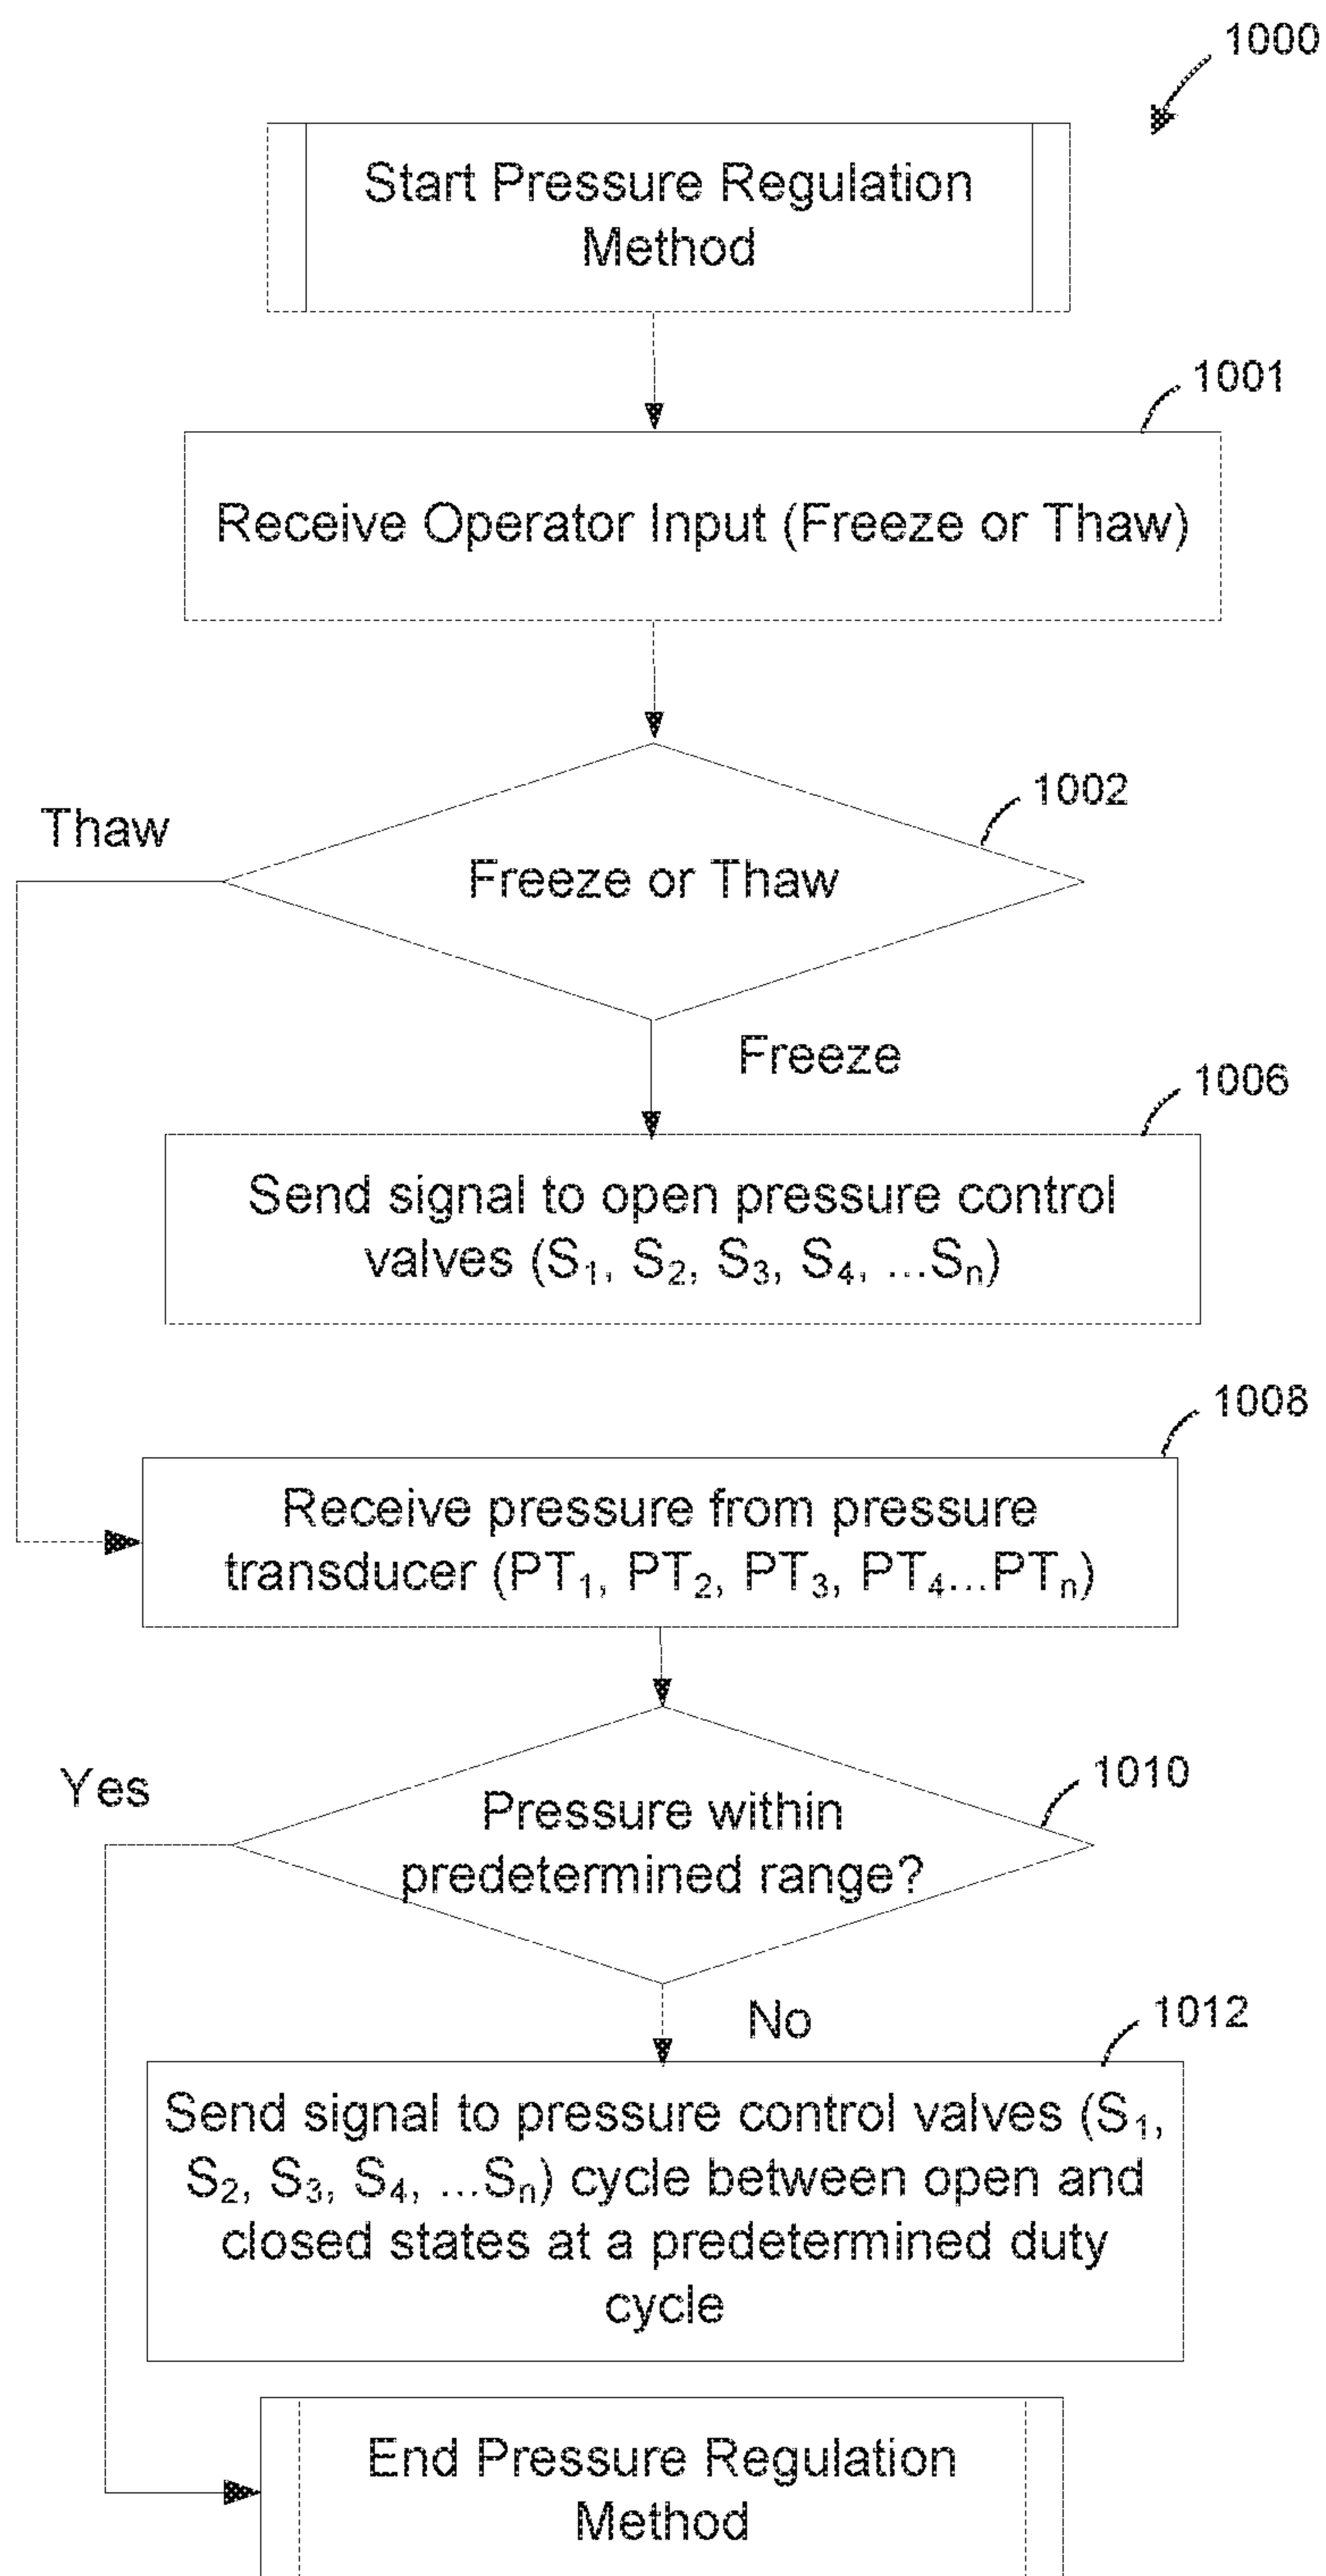 1000
Start Pressure Regulation
Method
1001
Receive Operator Input (Freeze or Thaw)
1002
Thaw
Freeze or Thaw
Freeze
1006
Send signal to open pressure control
valves (S₁, S₂, S₃, S₄, ...Sₙ)
1008
Receive pressure from pressure
transducer (PT₁, PT₂, PT₃, PT₄...PTₙ)
1010
Yes
Pressure within
predetermined range?
No
1012
Send signal to pressure control valves (S₁,
S₂, S₃, S₄, ...Sₙ) cycle between open and
closed states at a predetermined duty
cycle
End Pressure Regulation
Method